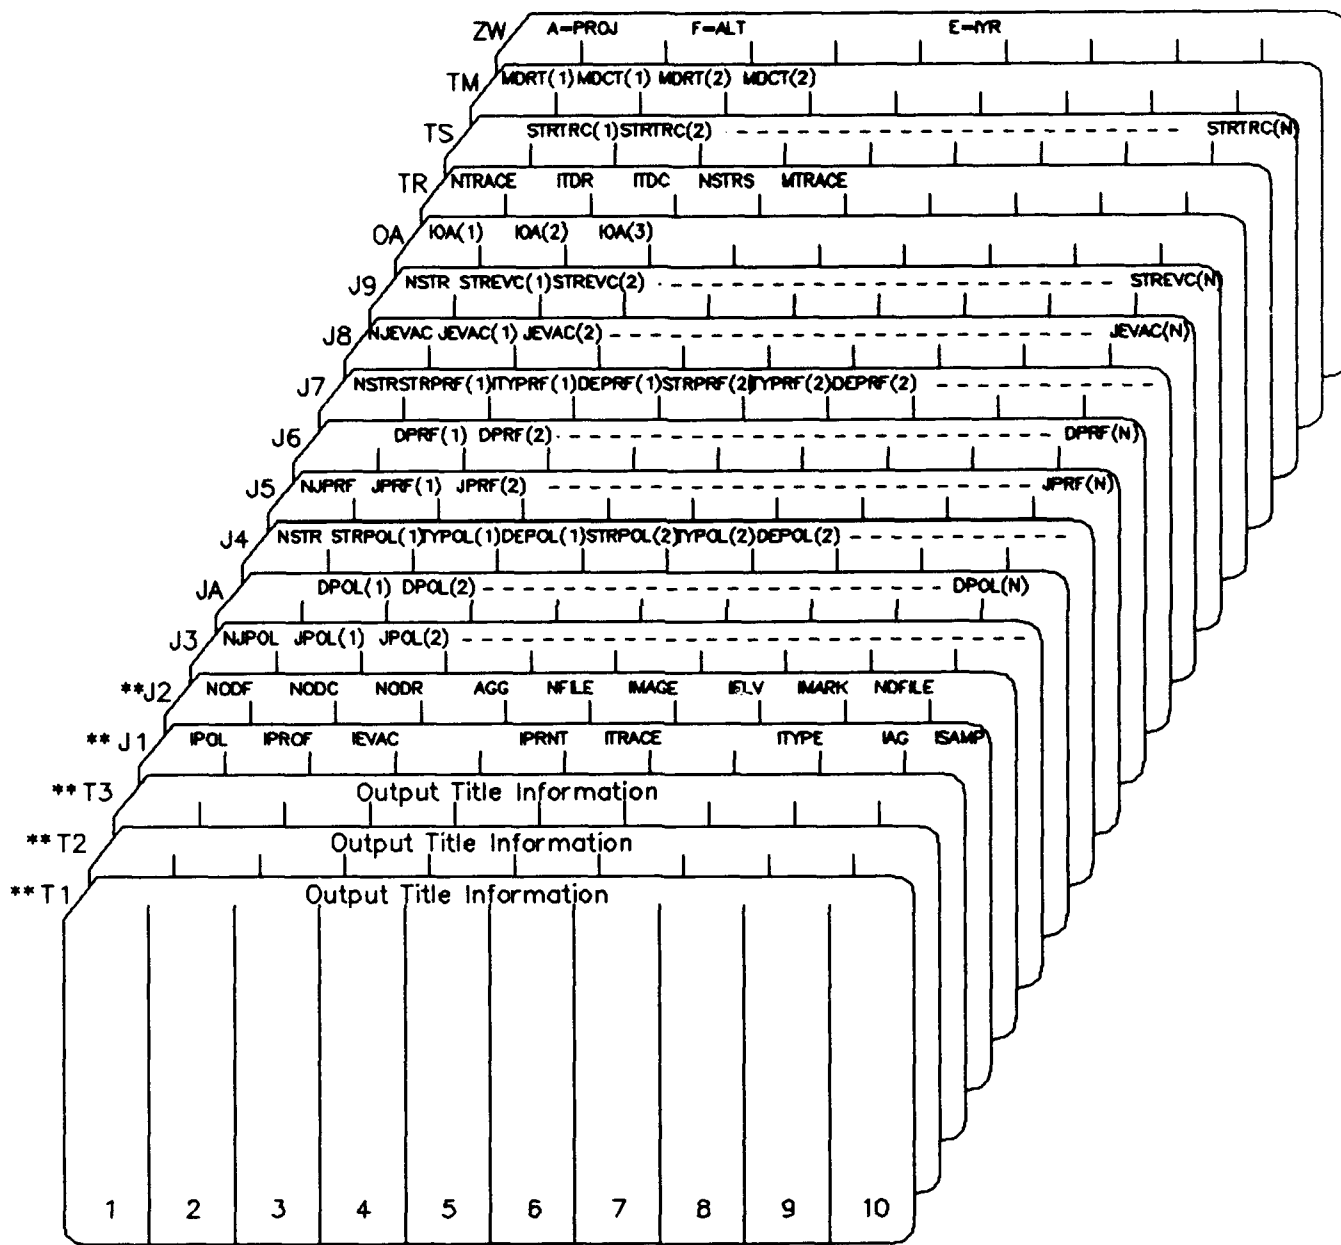 ZW A=PROJ F=ALT E=IYR
TM MDRT(1) MDCT(1) MDRT(2) MDCT(2)
TS STRTRC(1) STRTRC(2) STRTRC(N)
TR NTRACE ITDR ITDC NSTRS MTRACE
OA IOA(1) IOA(2) IOA(3)
J9 NSTR STREVC(1) STREVC(2) STREVC(N)
J8 NJEVAC JEVAC(1) JEVAC(2) JEVAC(N)
J7 NSTR STRPRF(1) ITYPRF(1) DEPRF(1) STRPRF(2) ITYPRF(2) DEPRF(2)
J6 DPRF(1) DPRF(2) DPRF(N)
J5 NJPRF JPRF(1) JPRF(2) JPRF(N)
J4 NSTR STRPOL(1) ITYPOL(1) DEPOL(1) STRPOL(2) ITYPOL(2) DEPOL(2)
JA DPOL(1) DPOL(2) DPOL(N)
J3 NJPOL JPOL(1) JPOL(2)
**J2 NODF NODC NODR AGG NFILE IMAGE IELV IMARK NDFILE
** J1 IPOL IPROF IEVAC IPRNT ITRACE ITYPE IAG ISAMP
** T3 Output Title Information
** T2 Output Title Information
** T1 Output Title Information
1 2 3 4 5 6 7 8 9 10